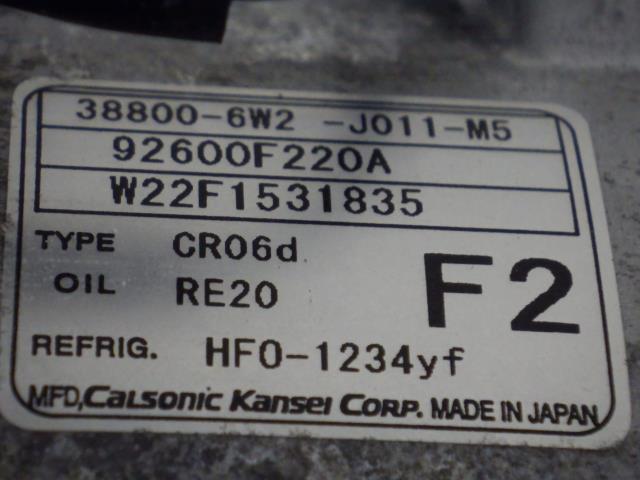 38800-6W2 -J011-M5
92600F220A
W22F1531835
TYPE CR06d
OIL RE20
F2
REFRIG. HFO-1234yf
MFD, CALSONIC KANSEI CORP. MADE IN JAPAN